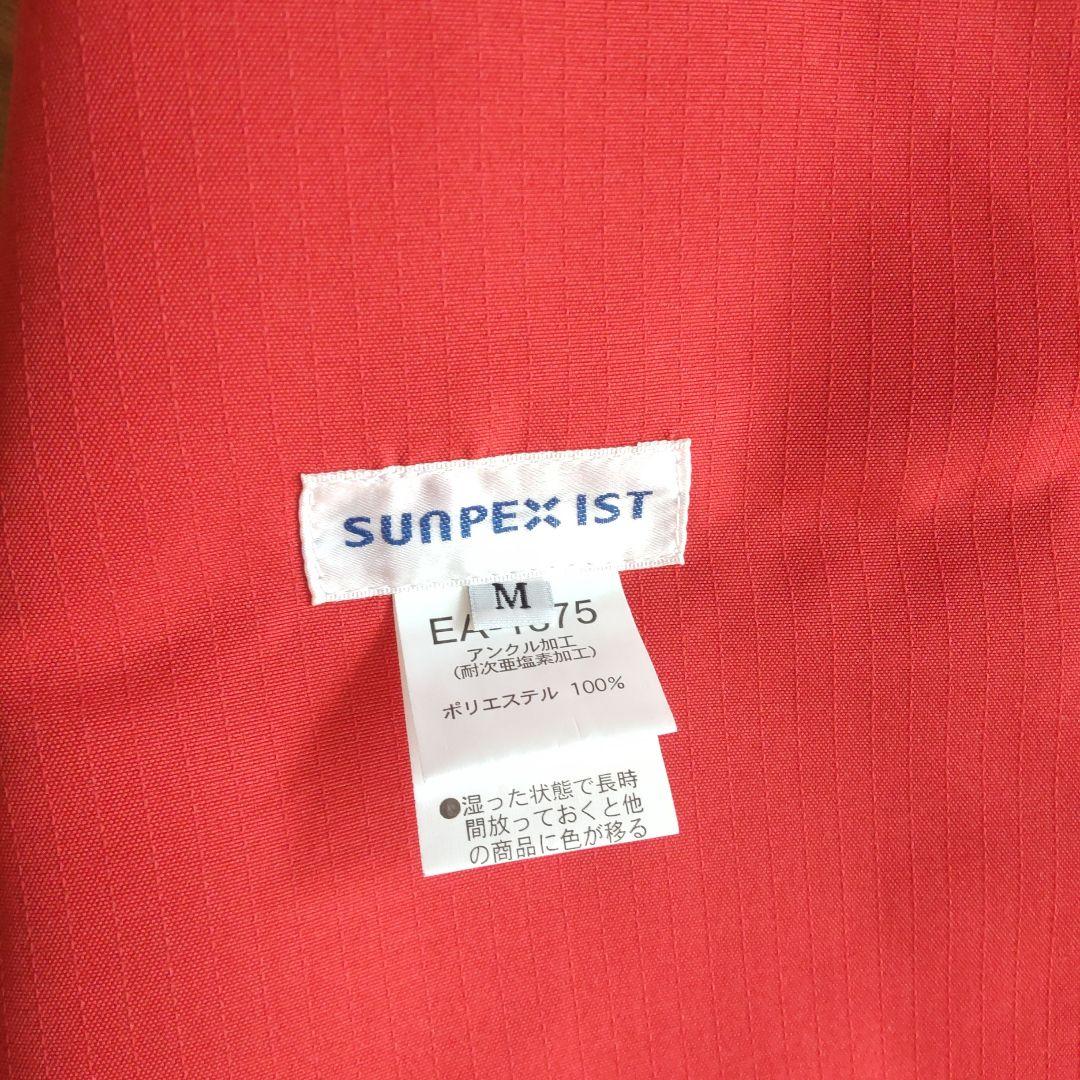 SUNPEX IST
M
アンクル加工
(耐次亜塩素加工)
ポリエステル 100%
●湿った状態で長時
間放っておくと他
の商品に色が移る